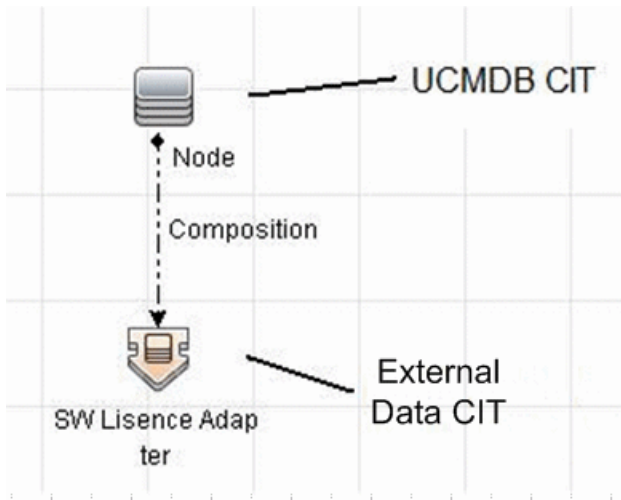 UCMDB CIT
Node
Composition
External
Data CIT
SW Lisence Adap
ter